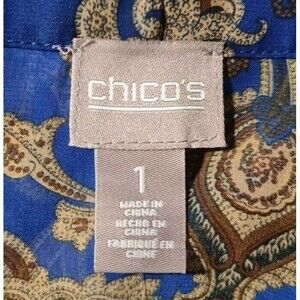 chico's
1
MADE IN
CHINA
HECHO EN
CHINA
FABRIQUÉ EN
CHINE